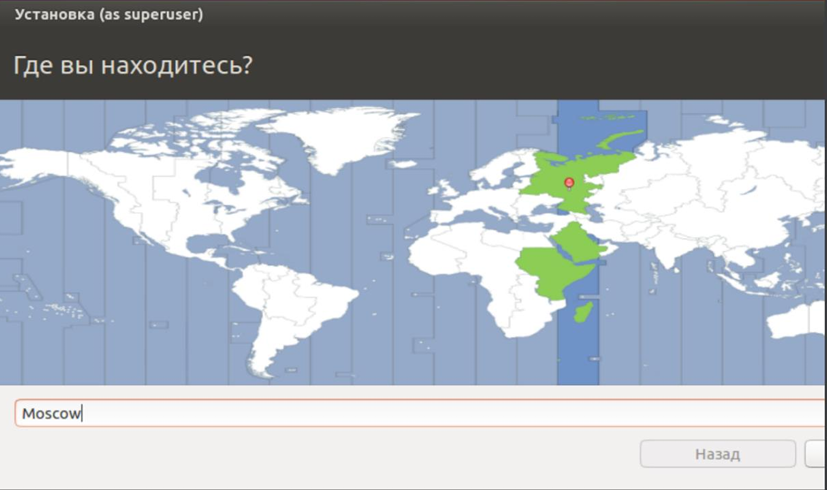 Установка (as superuser)
Где вы находитесь?
Moscow
Назад